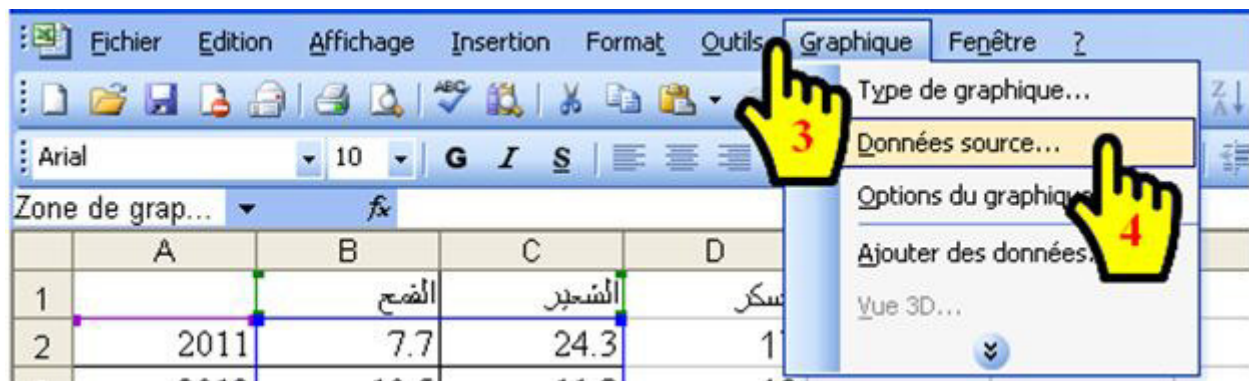 Fichier Edition Affichage Insertion Format Outils Graphique Fenêtre ?
Type de graphique...
3
Données source...
Arial 10 G I S
Options du graphique
4
Zone de grap... fx
Ajouter des données.
A B C D
Vue 3D...
1 القمح الشعير سكر
2 2011 7.7 24.3 1